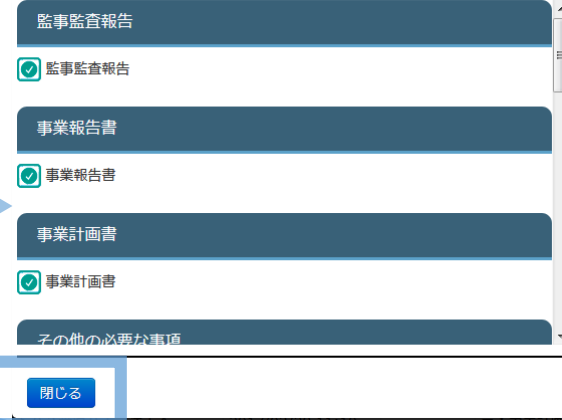 監事監査報告
監事監査報告
事業報告書
事業報告書
事業計画書
事業計画書
その他の必要な事項
閉じる